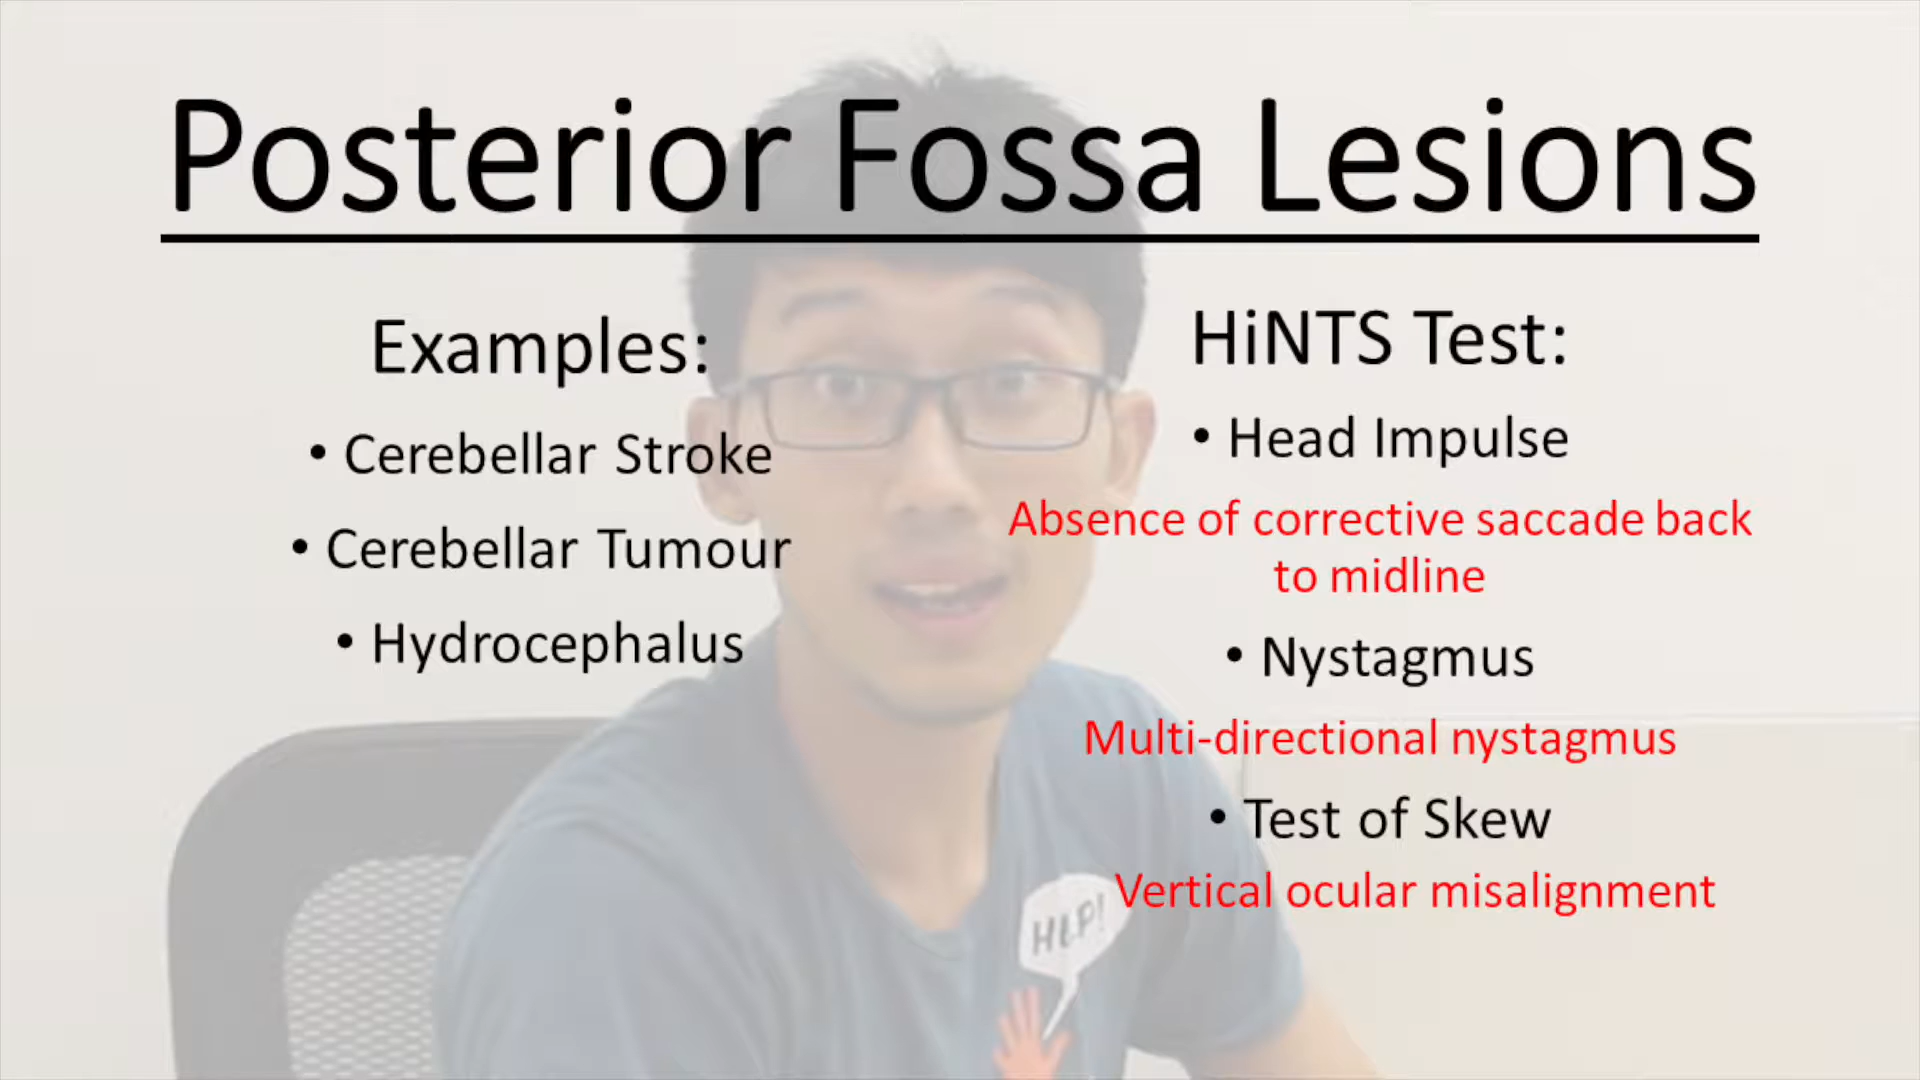 Posterior Fossa Lesions
Examples:
• Cerebellar Stroke
• Cerebellar Tumour
• Hydrocephalus
HiNTS Test:
• Head Impulse
Absence of corrective saccade back
to midline
• Nystagmus
Multi-directional nystagmus
• Test of Skew
Vertical ocular misalignment
HLP!